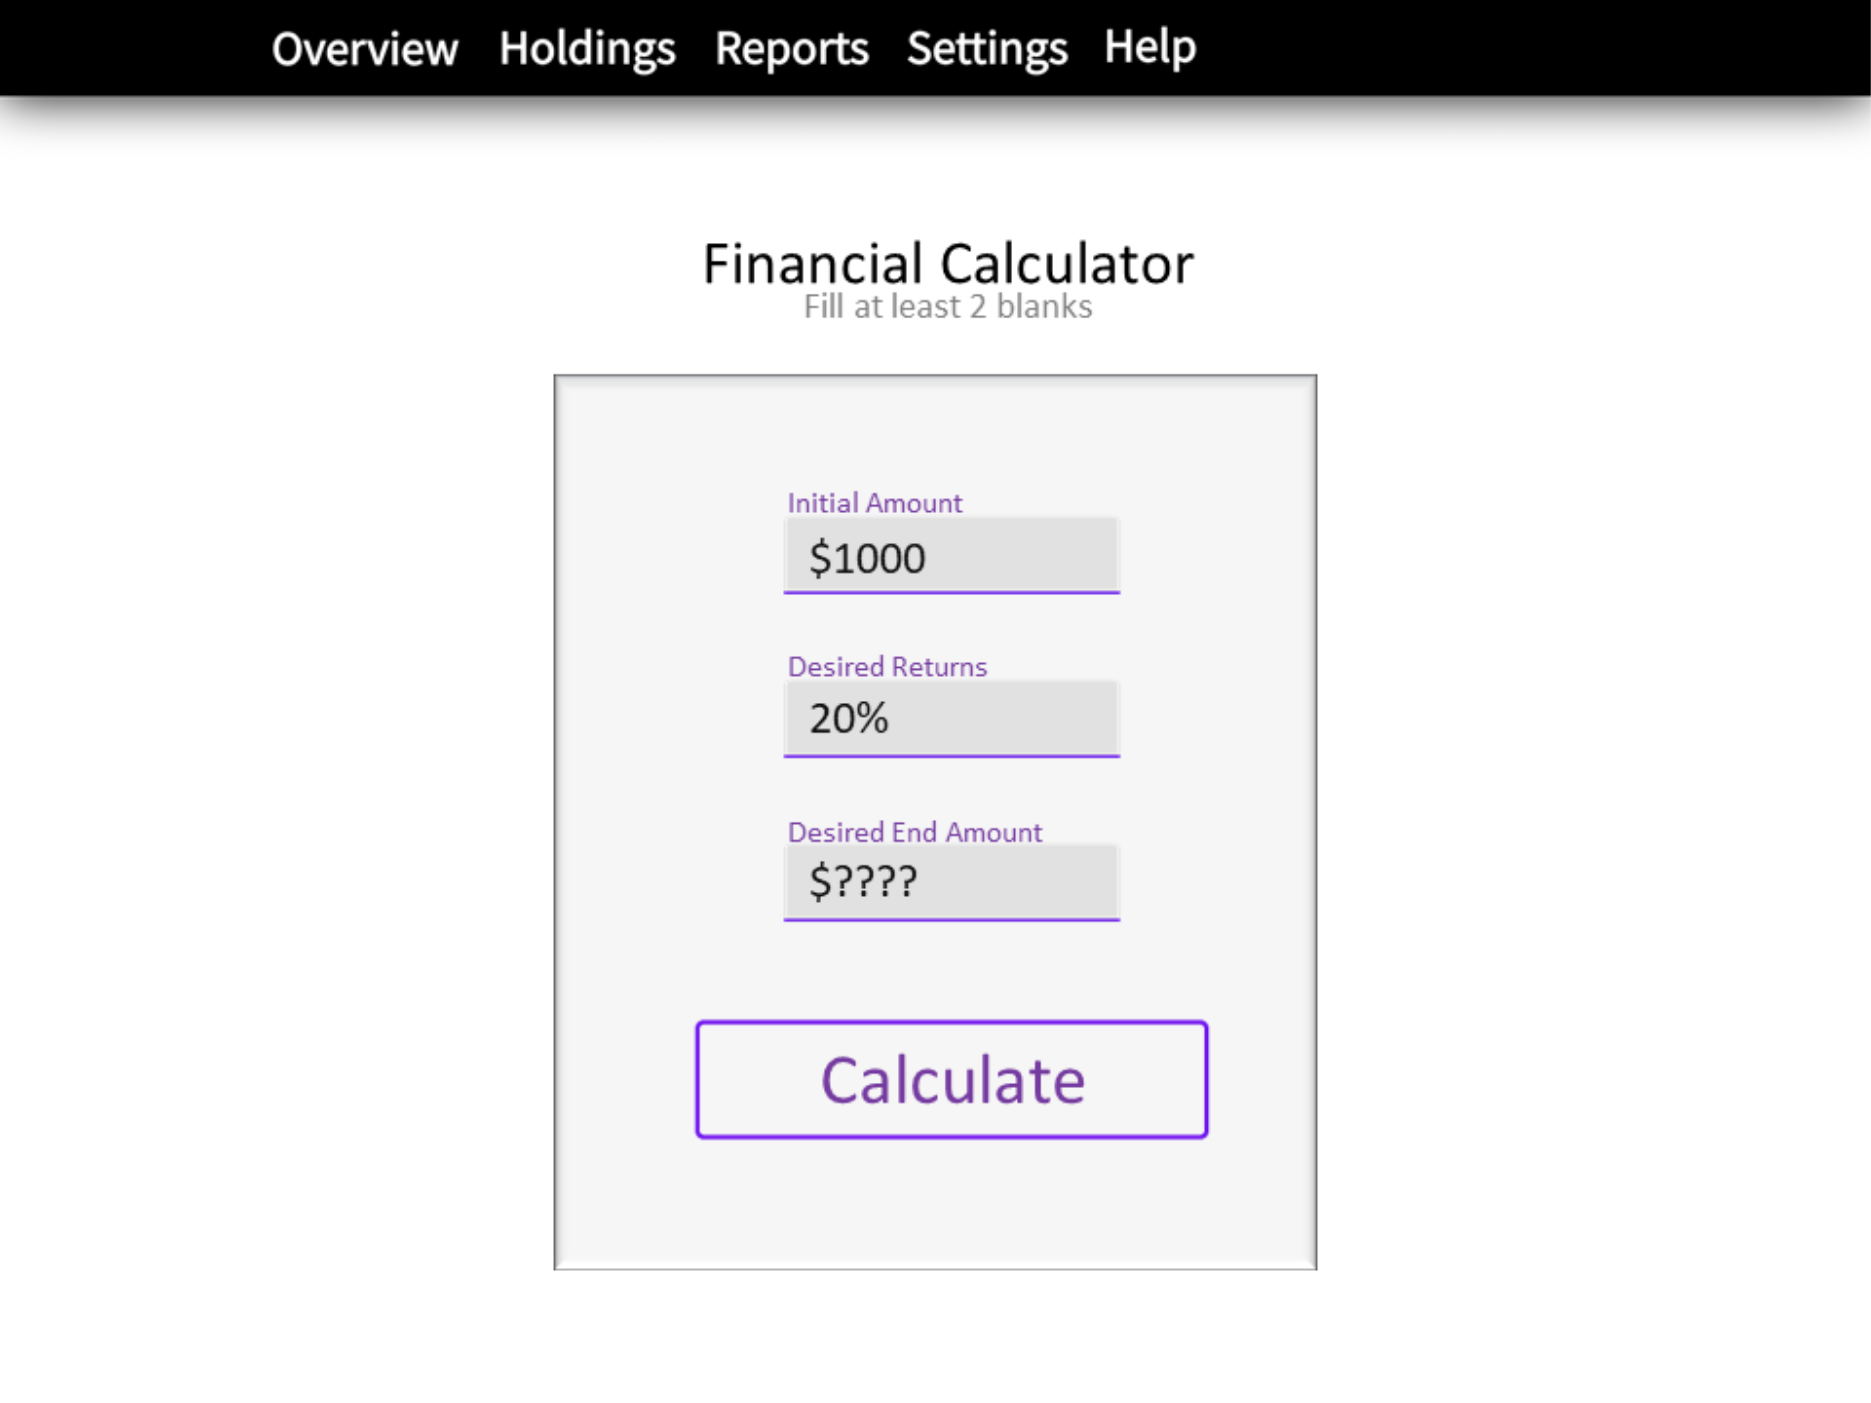 Overview Holdings Reports Settings Help
Financial Calculator
Fill at least 2 blanks
Initial Amount
$1000
Desired Returns
20%
Desired End Amount
$????
Calculate